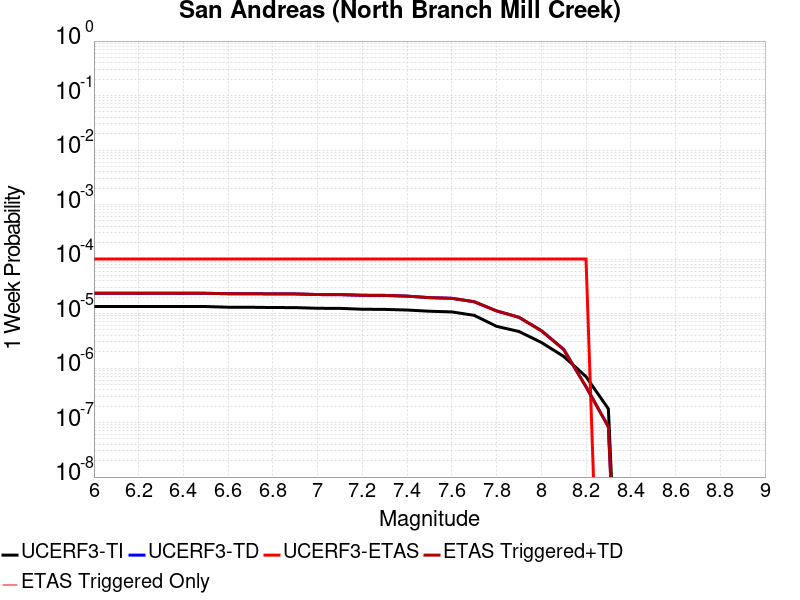 San Andreas (North Branch Mill Creek)
10^0
10^-1
10^-2
10^-3
10^-4
10^-5
10^-6
10^-7
10^-8
1 Week Probability
6 6.2 6.4 6.6 6.8 7 7.2 7.4 7.6 7.8 8 8.2 8.4 8.6 8.8 9
Magnitude
UCERF3-TI UCERF3-TD UCERF3-ETAS ETAS Triggered+TD
ETAS Triggered Only